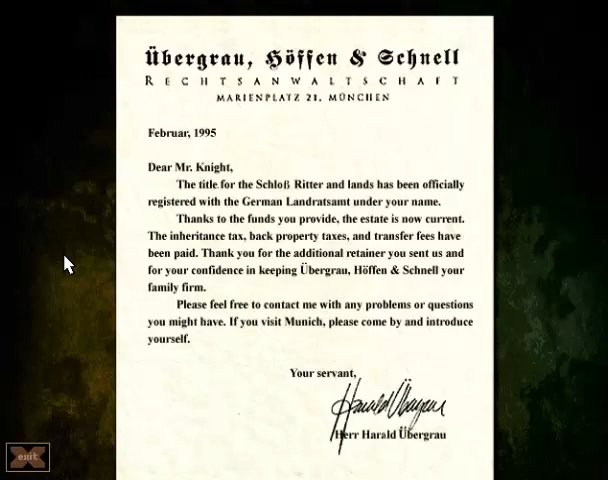 Übergrau, Höffen & Schnell
RECHTSANWALTSCHAFT
MARIENPLATZ 21, MÜNCHEN
Februar, 1995
Dear Mr. Knight,
The title for the Schloß Ritter and lands has been officially
registered with the German Landratsamt under your name.
Thanks to the funds you provide, the estate is now current.
The inheritance tax, back property taxes, and transfer fees have
been paid. Thank you for the additional retainer you sent us and
for your confidence in keeping Übergrau, Höffen & Schnell your
family firm.
Please feel free to contact me with any problems or questions
you might have. If you visit Munich, please come by and introduce
yourself.
Your servant,
Harald Übergrau
Herr Harald Übergrau
exit